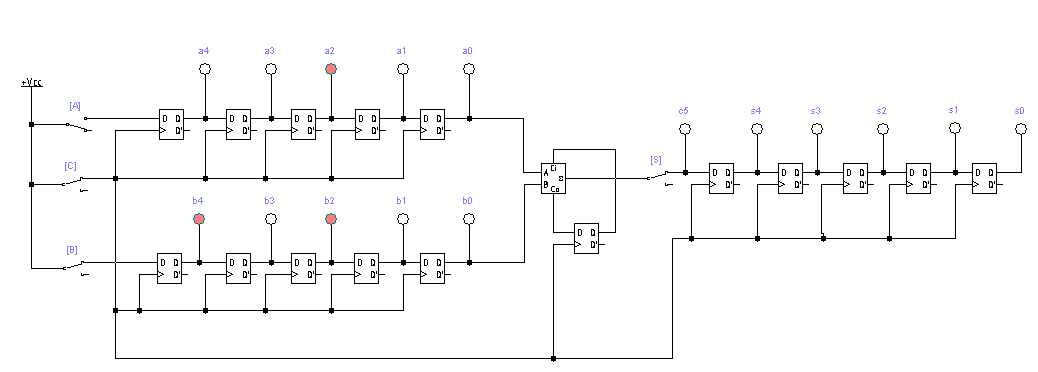 a4 a3 a2 a1 a0
+Vcc
[A]
D Q D Q D Q D Q D Q
Q' Q' Q' Q' Q'
c5 s4 s3 s2 s1 s0
[C]
[S]
A Ci
B Σ
Co
D Q D Q D Q D Q D Q
Q' Q' Q' Q' Q'
b4 b3 b2 b1 b0
D Q
Q'
[B]
D Q D Q D Q D Q D Q
Q' Q' Q' Q' Q'